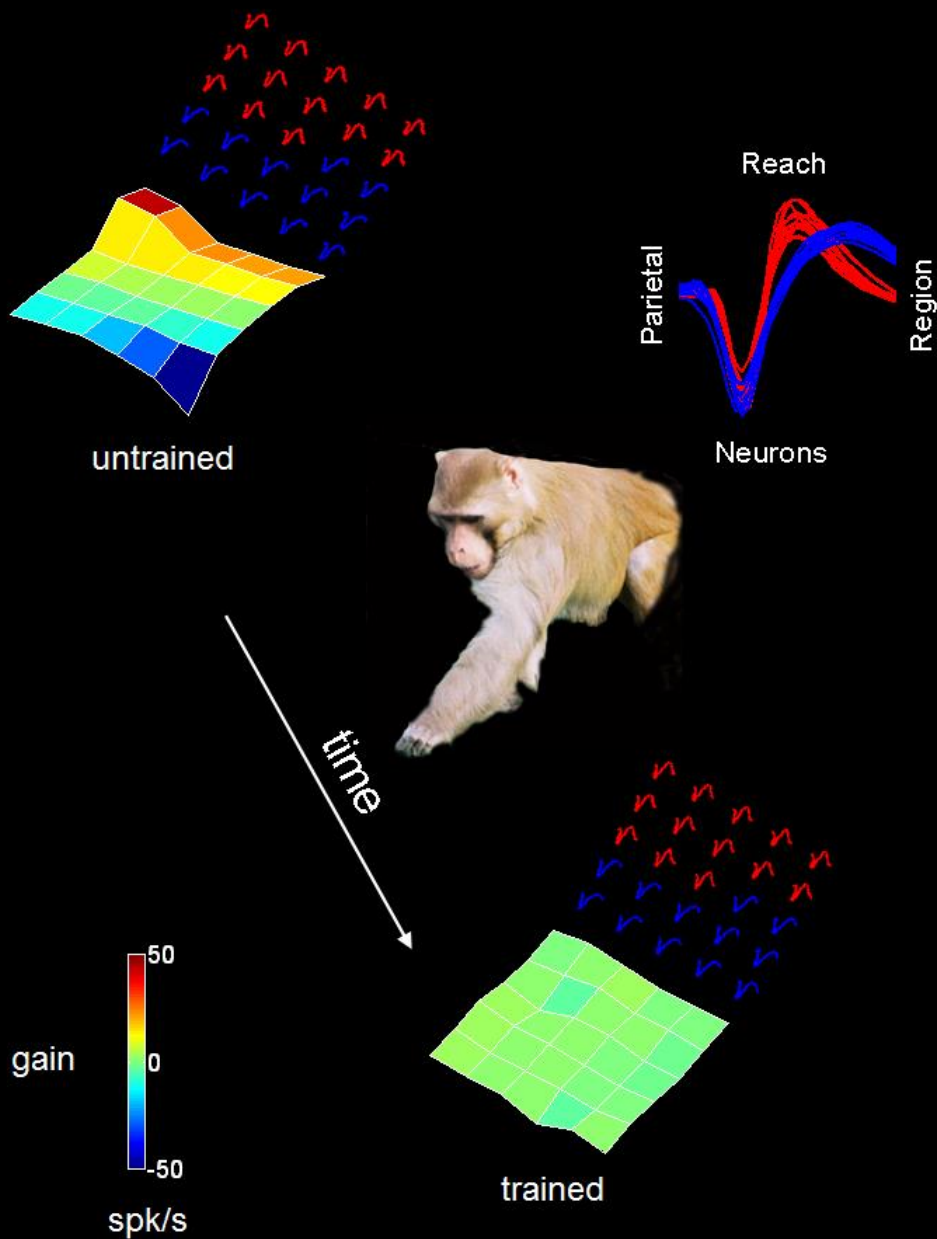 Reach
Parietal
Region
Neurons
untrained
time
50
gain
0
-50
spk/s
trained